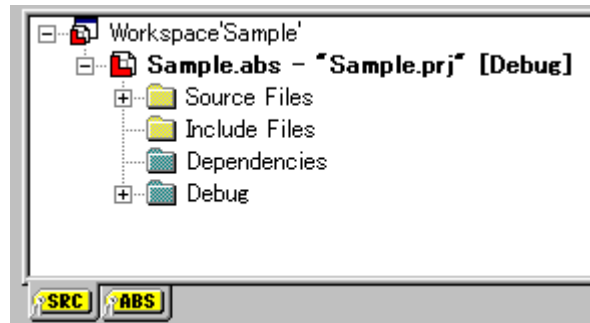 Workspace'Sample'
Sample.abs - "Sample.prj" [Debug]
Source Files
Include Files
Dependencies
Debug
SRC ABS